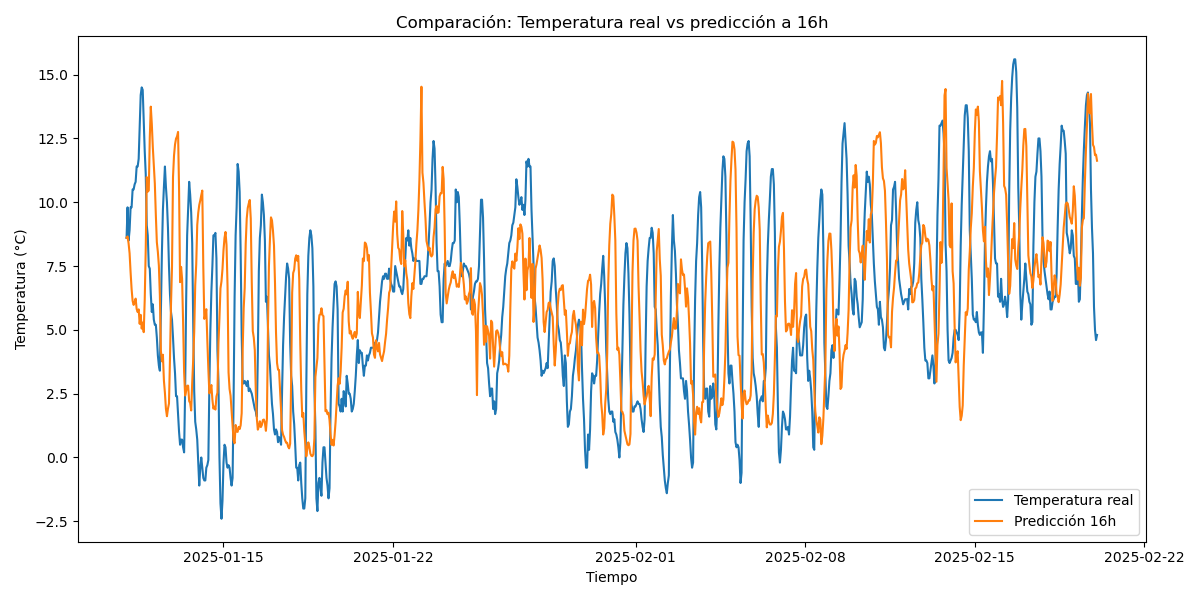 Comparación: Temperatura real vs predicción a 16h
Temperatura (°C)
15.0
12.5
10.0
7.5
5.0
2.5
0.0
−2.5
2025-01-15
2025-01-22
2025-02-01
2025-02-08
2025-02-15
2025-02-22
Tiempo
Temperatura real
Predicción 16h